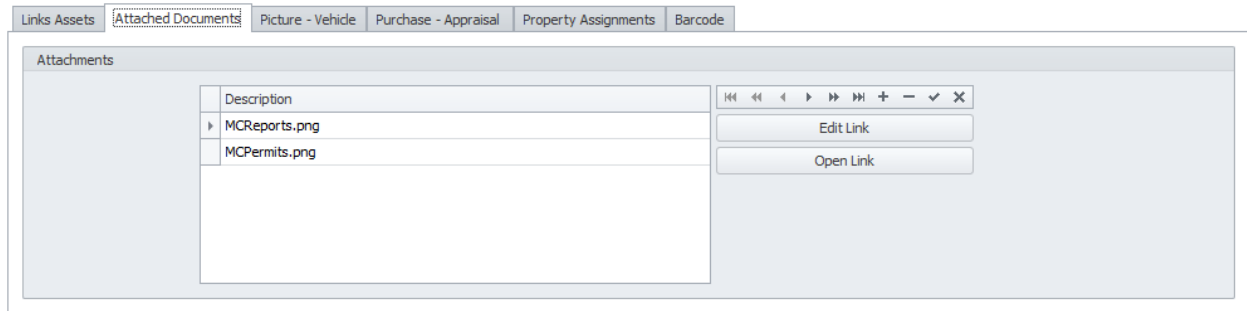 Links Assets Attached Documents Picture - Vehicle Purchase - Appraisal Property Assignments Barcode
Attachments
Description
MCReports.png
MCPermits.png
Edit Link
Open Link